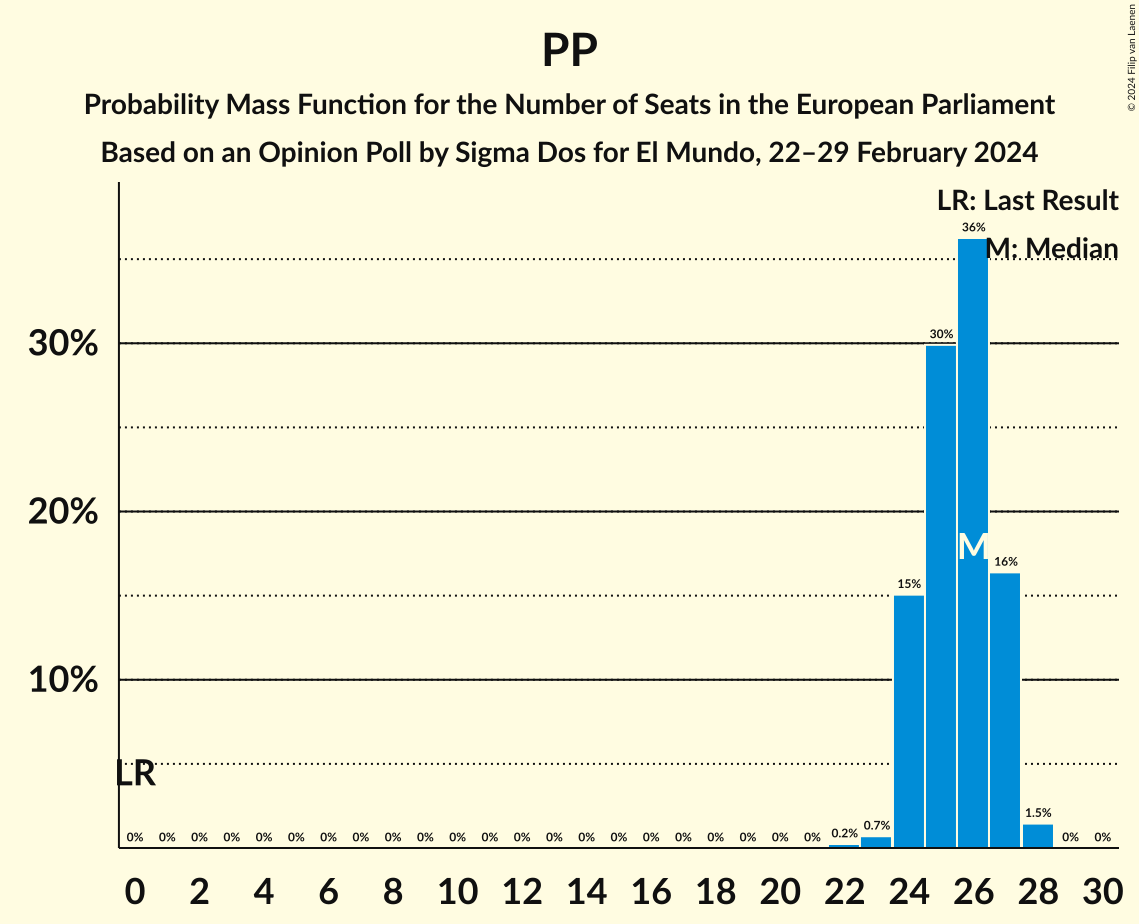 PP
Probability Mass Function for the Number of Seats in the European Parliament
Based on an Opinion Poll by Sigma Dos for El Mundo, 22–29 February 2024
© 2024 Filip van Laenen
LR: Last Result
M: Median
36%
30%
30%
20%
M
16%
15%
10%
LR
0% 0% 0% 0% 0% 0% 0% 0% 0% 0% 0% 0% 0% 0% 0% 0% 0% 0% 0% 0% 0% 0% 0.2% 0.7% 1.5% 0% 0%
0 2 4 6 8 10 12 14 16 18 20 22 24 26 28 30